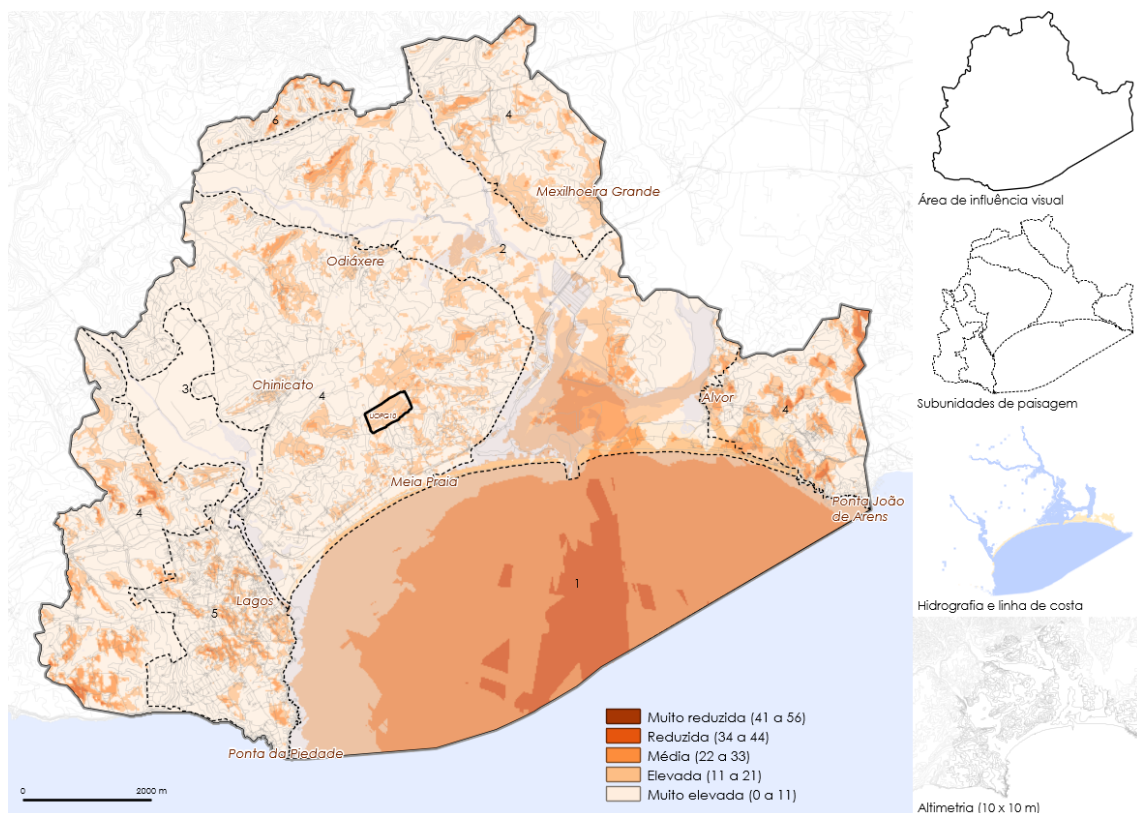 6
4
Mexilhoeira Grande
2
Odiáxere
3
Chinicato
4
UOPG10
Alvor
4
Meia Praia
Ponta João
de Arens
4
1
Lagos
5
Ponta da Piedade
0 2000 m
Muito reduzida (41 a 56)
Reduzida (34 a 44)
Média (22 a 33)
Elevada (11 a 21)
Muito elevada (0 a 11)
Área de influência visual
Subunidades de paisagem
Hidrografia e linha de costa
Altimetria (10 x 10 m)